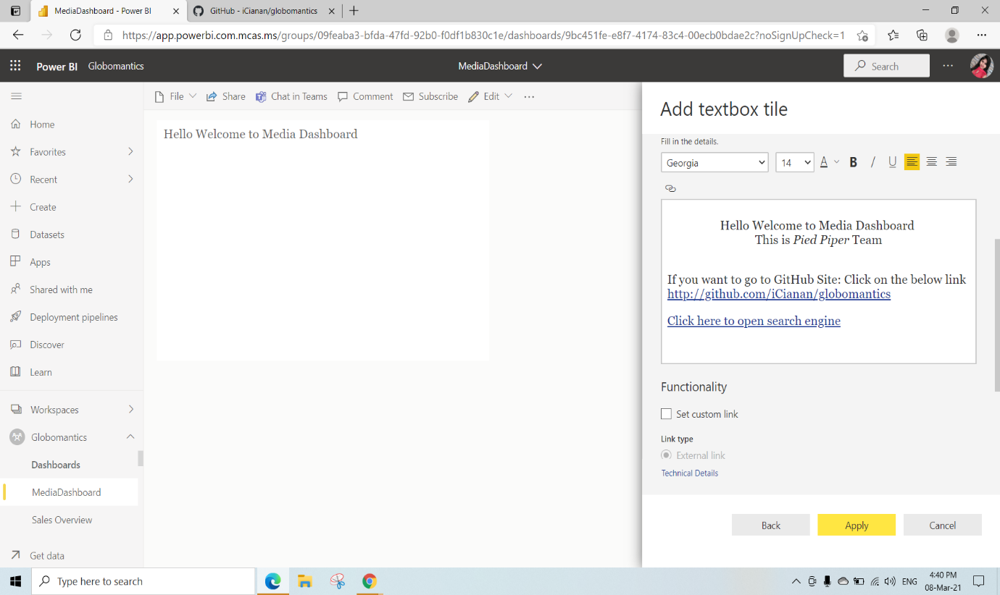 MediaDashboard - Power BI
GitHub - iCianan/globomantics
https://app.powerbi.com.mcas.ms/groups/09feaba3-bfda-47fd-92b0-f0df1b830c1e/dashboards/9bc451fe-e8f7-4174-83c4-00ecb0bdae2c?noSignUpCheck=1
Power BI Globomantics
MediaDashboard
Search
File Share Chat in Teams Comment Subscribe Edit
Home
Favorites
Recent
Create
Datasets
Apps
Shared with me
Deployment pipelines
Discover
Learn
Workspaces
Globomantics
Dashboards
MediaDashboard
Sales Overview
Get data
Hello Welcome to Media Dashboard
Add textbox tile
Fill in the details.
Georgia 14 A B I U
Hello Welcome to Media Dashboard
This is Pied Piper Team
If you want to go to GitHub Site: Click on the below link
http://github.com/iCianan/globomantics
Click here to open search engine
Functionality
Set custom link
Link type
External link
Technical Details
Back Apply Cancel
Type here to search
ENG
4:40 PM
08-Mar-21